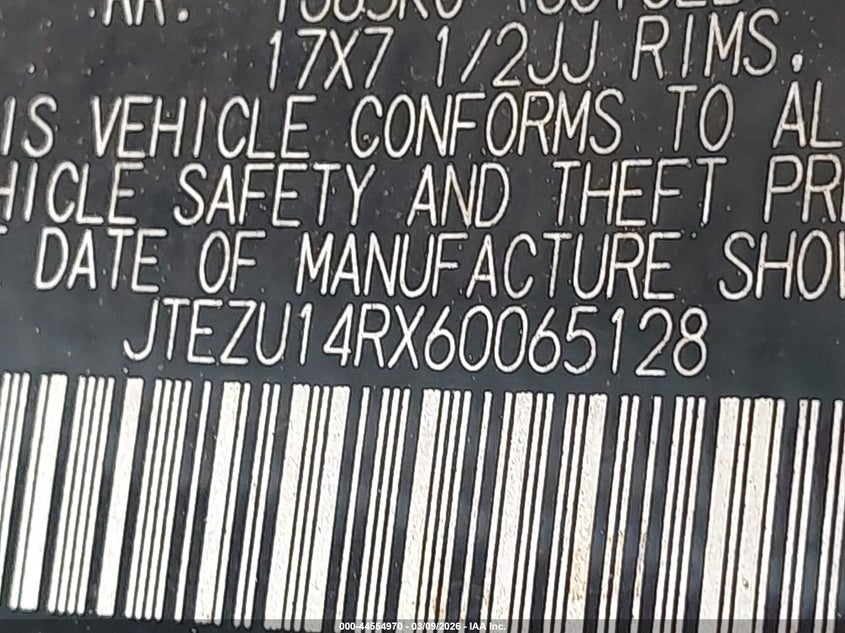 17X7 1/2JJ RIMS.
IS VEHICLE CONFORMS TO AL
HICLE SAFETY AND THEFT PR
DATE OF MANUFACTURE SHO
JTEZU14RX60065128
000-44554970 - 03/09/2026 - IAA Inc.